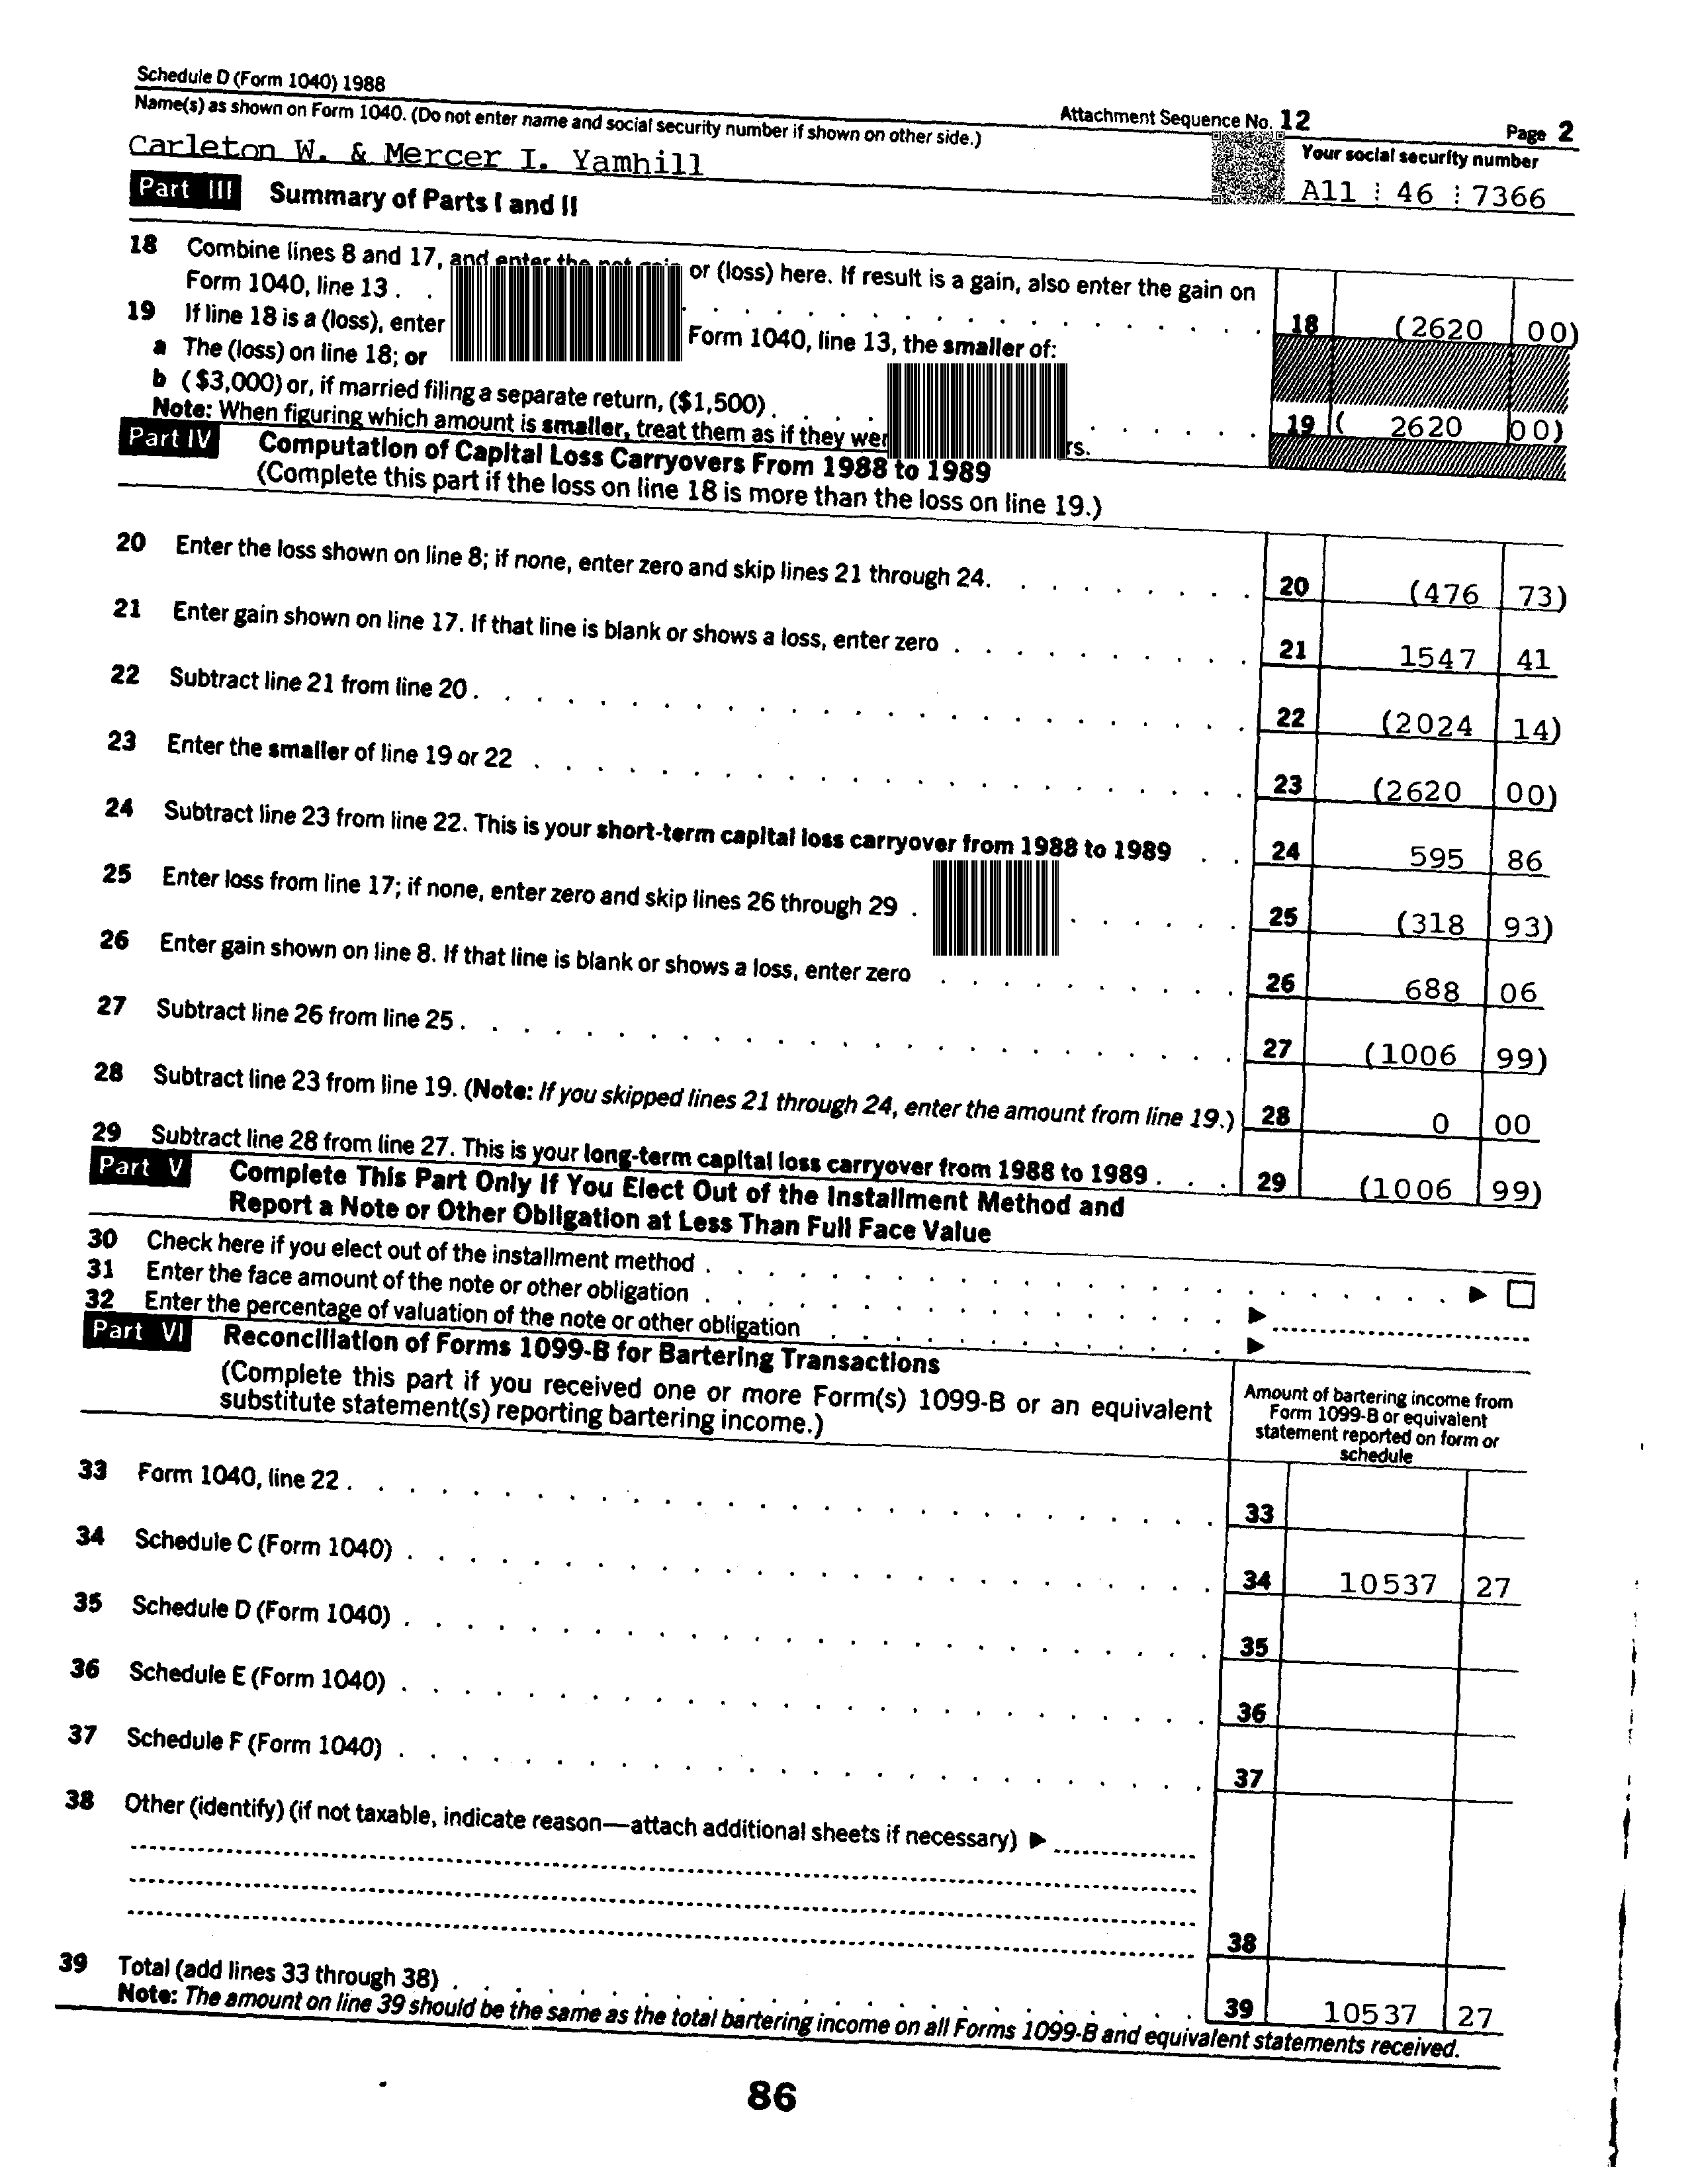 Schedule D (Form 1040) 1988 Attachment Sequence No. 12 Page 2
Name(s) as shown on Form 1040. (Do not enter name and social security number if shown on other side.) Your social security number
Carleton W. & Mercer I. Yamhill A11 46 7366
Part III Summary of Parts I and II
18 Combine lines 8 and 17, and enter the net gain or (loss) here. If result is a gain, also enter the gain on
Form 1040, line 13 . . 18 (2620 00)
19 If line 18 is a (loss), enter Form 1040, line 13, the smaller of:
a The (loss) on line 18; or
b ($3,000) or, if married filing a separate return, ($1,500) . . . . 19 ( 2620 00)
Note: When figuring which amount is smaller, treat them as if they
Part IV Computation of Capital Loss Carryovers From 1988 to 1989
(Complete this part if the loss on line 18 is more than the loss on line 19.)
20 Enter the loss shown on line 8; if none, enter zero and skip lines 21 through 24. 20 (476 73)
21 Enter gain shown on line 17. If that line is blank or shows a loss, enter zero 21 1547 41
22 Subtract line 21 from line 20 . 22 (2024 14)
23 Enter the smaller of line 19 or 22 23 (2620 00)
24 Subtract line 23 from line 22. This is your short-term capital loss carryover from 1988 to 1989 24 595 86
25 Enter loss from line 17; if none, enter zero and skip lines 26 through 29 . 25 (318 93)
26 Enter gain shown on line 8. If that line is blank or shows a loss, enter zero 26 688 06
27 Subtract line 26 from line 25 . 27 (1006 99)
28 Subtract line 23 from line 19. (Note: If you skipped lines 21 through 24, enter the amount from line 19.) 28 0 00
29 Subtract line 28 from line 27. This is your long-term capital loss carryover from 1988 to 1989 . 29 (1006 99)
Part V Complete This Part Only If You Elect Out of the Installment Method and
Report a Note or Other Obligation at Less Than Full Face Value
30 Check here if you elect out of the installment method . ▶ ☐
31 Enter the face amount of the note or other obligation . ▶
32 Enter the percentage of valuation of the note or other obligation ▶
Part VI Reconciliation of Forms 1099-B for Bartering Transactions
(Complete this part if you received one or more Form(s) 1099-B or an equivalent
substitute statement(s) reporting bartering income.)
Amount of bartering income from
Form 1099-B or equivalent
statement reported on form or
schedule
33 Form 1040, line 22 . 33
34 Schedule C (Form 1040) . 34 10537 27
35 Schedule D (Form 1040) . 35
36 Schedule E (Form 1040) . 36
37 Schedule F (Form 1040) . 37
38 Other (identify) (if not taxable, indicate reason—attach additional sheets if necessary) ▶
38
39 Total (add lines 33 through 38) . 39 10537 27
Note: The amount on line 39 should be the same as the total bartering income on all Forms 1099-B and equivalent statements received.
86